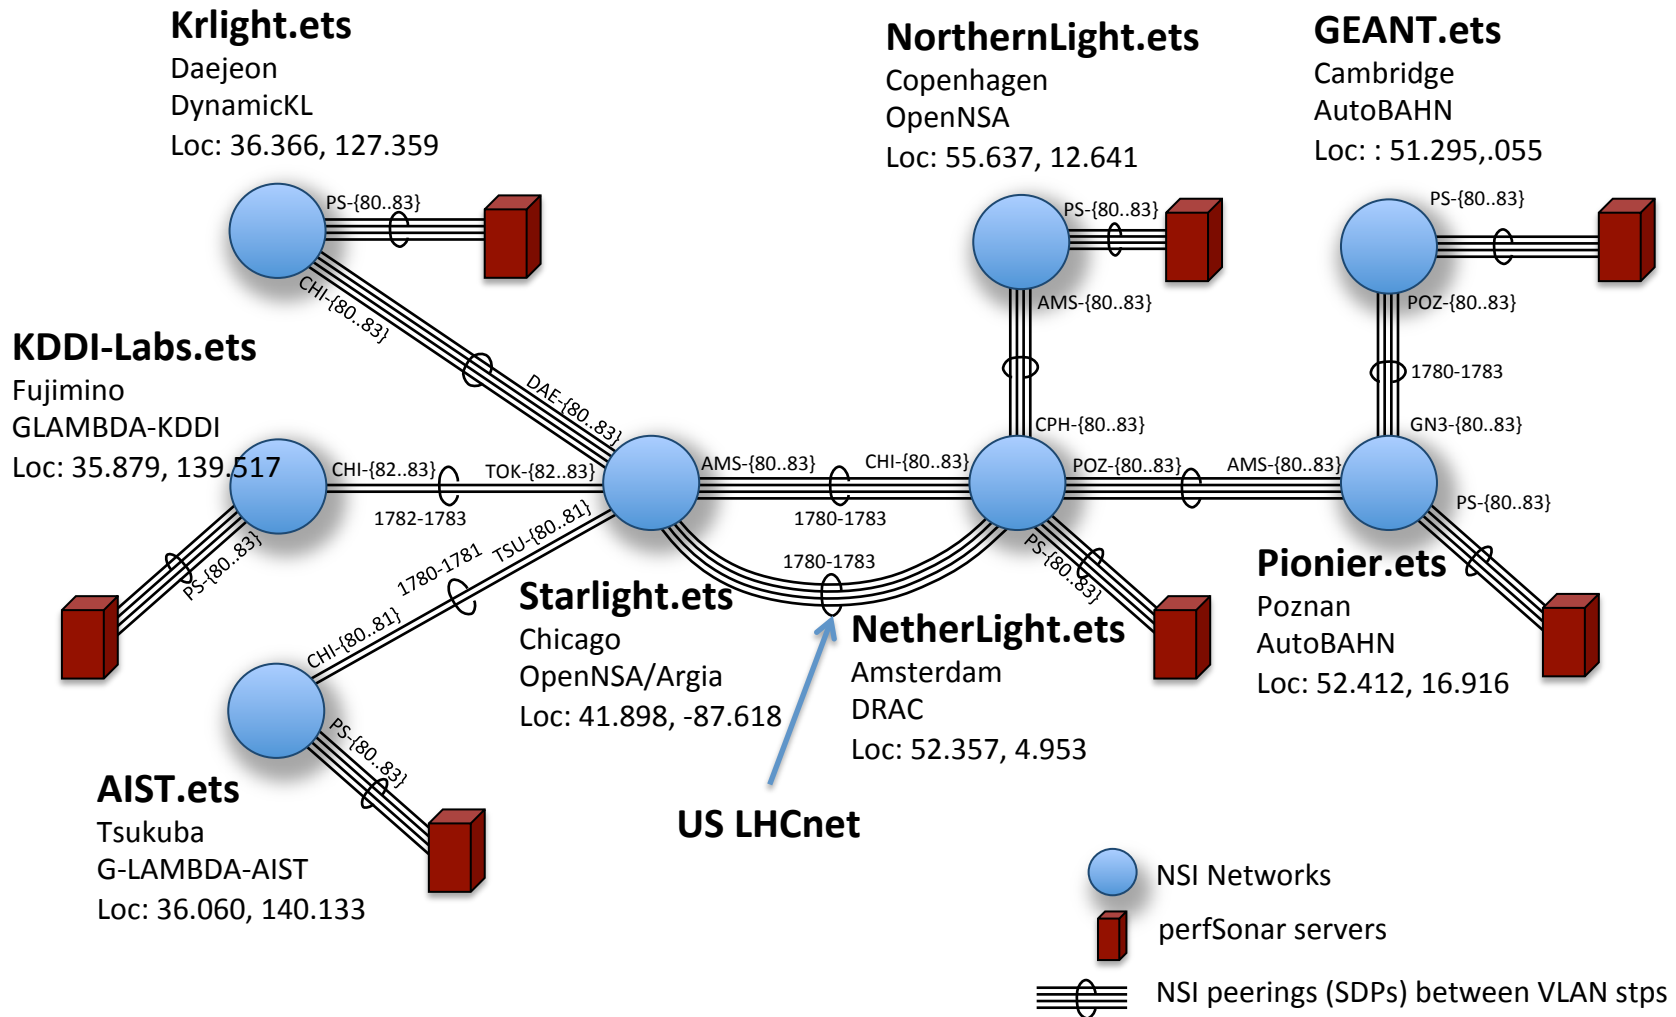 Krlight.ets
Daejeon
DynamicKL
Loc: 36.366, 127.359
NorthernLight.ets
Copenhagen
OpenNSA
Loc: 55.637, 12.641
GEANT.ets
Cambridge
AutoBAHN
Loc: : 51.295,.055
PS-{80..83}
PS-{80..83}
PS-{80..83}
CHI-{80..83}
AMS-{80..83}
POZ-{80..83}
KDDI-Labs.ets
Fujimino
GLAMBDA-KDDI
Loc: 35.879, 139.517
DAE-{80..83}
1780-1783
CPH-{80..83}
GN3-{80..83}
CHI-{82..83}
TOK-{82..83}
AMS-{80..83}
CHI-{80..83}
POZ-{80..83}
AMS-{80..83}
1782-1783
1780-1783
PS-{80..83}
PS-{80..83}
TSU-{80..81}
1780-1781
CHI-{80..81}
1780-1783
PS-{80..83}
Starlight.ets
Chicago
OpenNSA/Argia
Loc: 41.898, -87.618
NetherLight.ets
Amsterdam
DRAC
Loc: 52.357, 4.953
Pionier.ets
Poznan
AutoBAHN
Loc: 52.412, 16.916
PS-{80..83}
AIST.ets
Tsukuba
G-LAMBDA-AIST
Loc: 36.060, 140.133
US LHCnet
NSI Networks
perfSonar servers
NSI peerings (SDPs) between VLAN stps